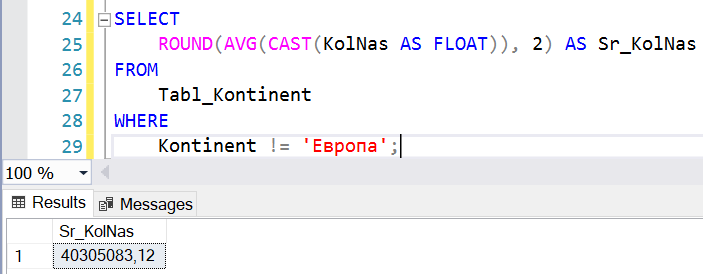 24 SELECT
25 ROUND(AVG(CAST(KolNas AS FLOAT)), 2) AS Sr_KolNas
26 FROM
27 Tabl_Kontinent
28 WHERE
29 Kontinent != 'Европа';
100 %
Results Messages
Sr_KolNas
1 40305083,12